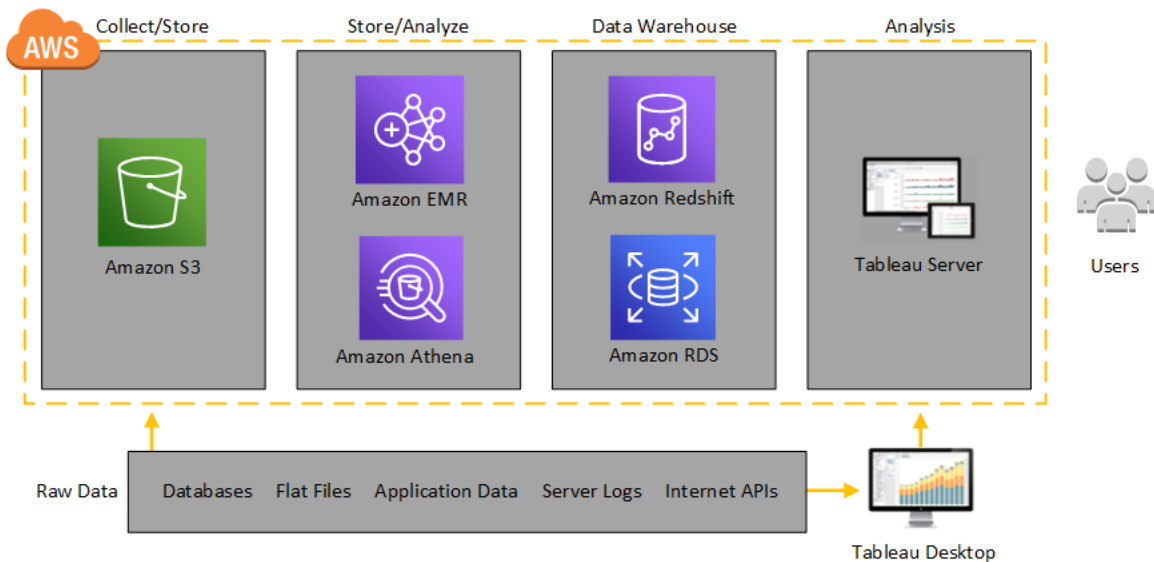 AWS
Collect/Store
Store/Analyze
Data Warehouse
Analysis
Amazon S3
Amazon EMR
Amazon Athena
Amazon Redshift
Amazon RDS
Tableau Server
Users
Raw Data
Databases
Flat Files
Application Data
Server Logs
Internet APIs
Tableau Desktop